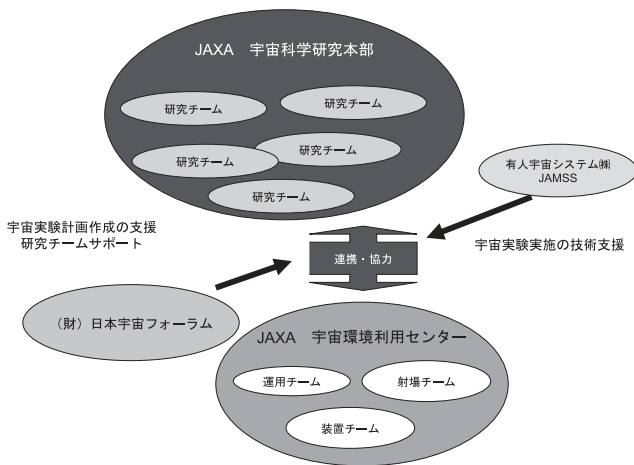 JAXA　宇宙科学研究本部
研究チーム
研究チーム
研究チーム
研究チーム
研究チーム
有人宇宙システム㈱
JAMSS
宇宙実験計画作成の支援
研究チームサポート
宇宙実験実施の技術支援
連携・協力
（財）日本宇宙フォーラム
JAXA　宇宙環境利用センター
運用チーム
射場チーム
装置チーム